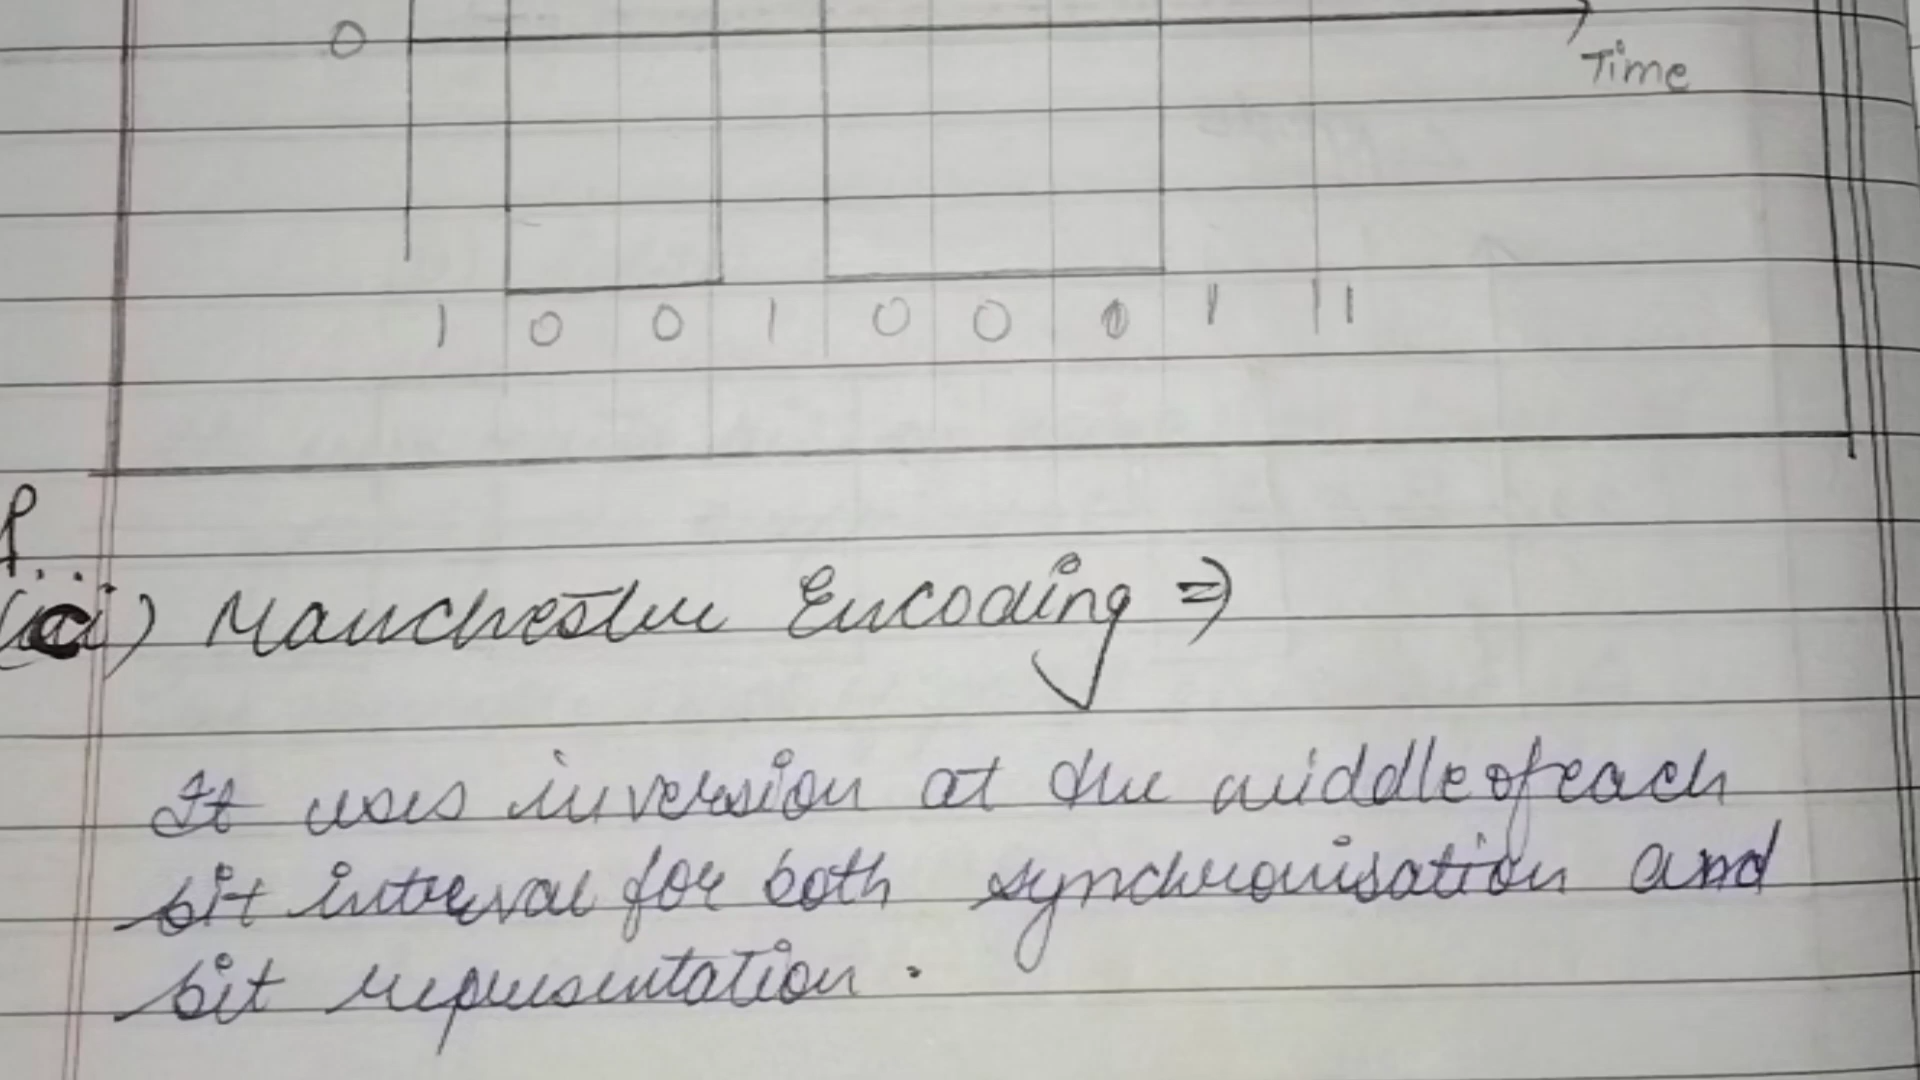 0
Time
1 0 0 1 0 0 0 1 1
Manchester Encoding ⇒
It uses inversion at the middle of each
bit interval for both synchronisation and
bit representation.